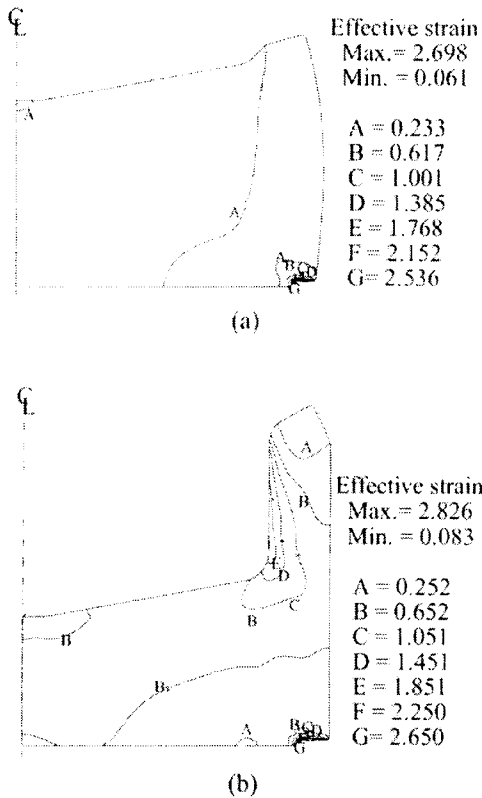 ℄
Effective strain
Max.= 2.698
Min. = 0.061
A = 0.233
B = 0.617
C = 1.001
D = 1.385
E = 1.768
F = 2.152
G= 2.536
A
A
A
B
C
D
G
(a)
℄
Effective strain
Max.= 2.826
Min. = 0.083
A = 0.252
B = 0.652
C = 1.051
D = 1.451
E = 1.851
F = 2.250
G= 2.650
A
B
E
D
C
B
B
B
A
B
C
D
G
(b)